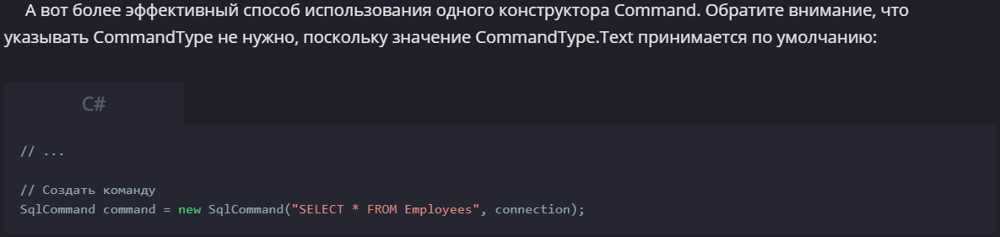 А вот более эффективный способ использования одного конструктора Command. Обратите внимание, что
указывать CommandType не нужно, поскольку значение CommandType.Text принимается по умолчанию:
C#
// ...
// Создать команду
SqlCommand command = new SqlCommand("SELECT * FROM Employees", connection);